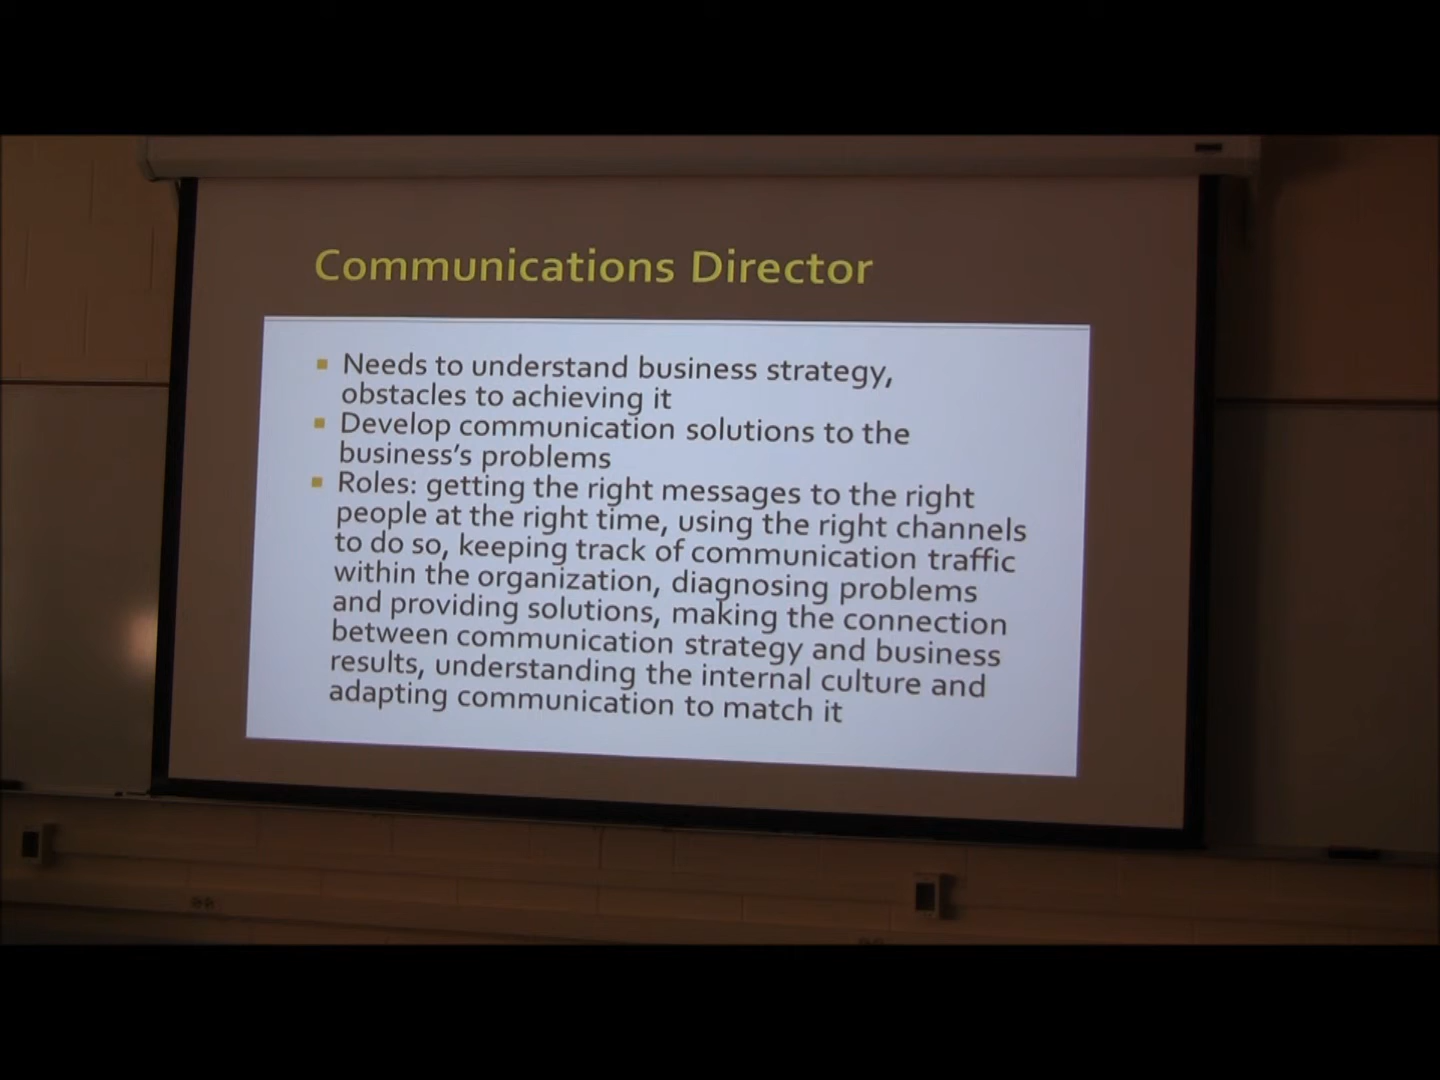 Communications Director
Needs to understand business strategy,
obstacles to achieving it
Develop communication solutions to the
business's problems
Roles: getting the right messages to the right
people at the right time, using the right channels
to do so, keeping track of communication traffic
within the organization, diagnosing problems
and providing solutions, making the connection
between communication strategy and business
results, understanding the internal culture and
adapting communication to match it